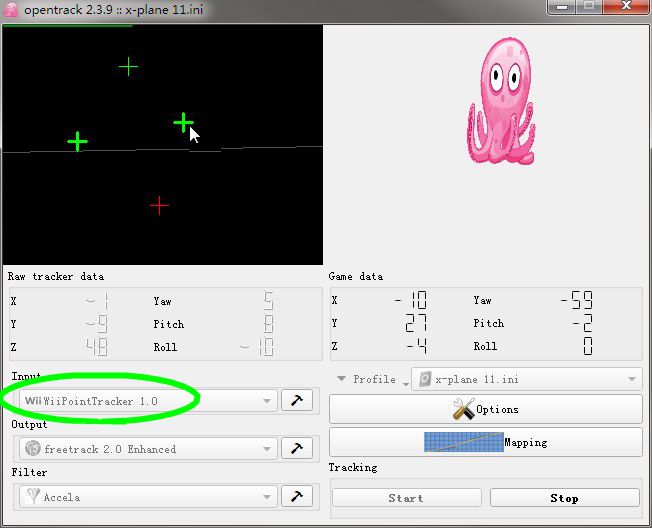 opentrack 2.3.9 :: x-plane 11.ini
Raw tracker data
X -1 Yaw 5
Y -9 Pitch 8
Z 48 Roll -10
Game data
X -10 Yaw -59
Y 27 Pitch -2
Z -4 Roll 0
Input
Wii WiiPointTracker 1.0
Output
freetrack 2.0 Enhanced
Filter
Accela
Profile x-plane 11.ini
Options
Mapping
Tracking
Start Stop